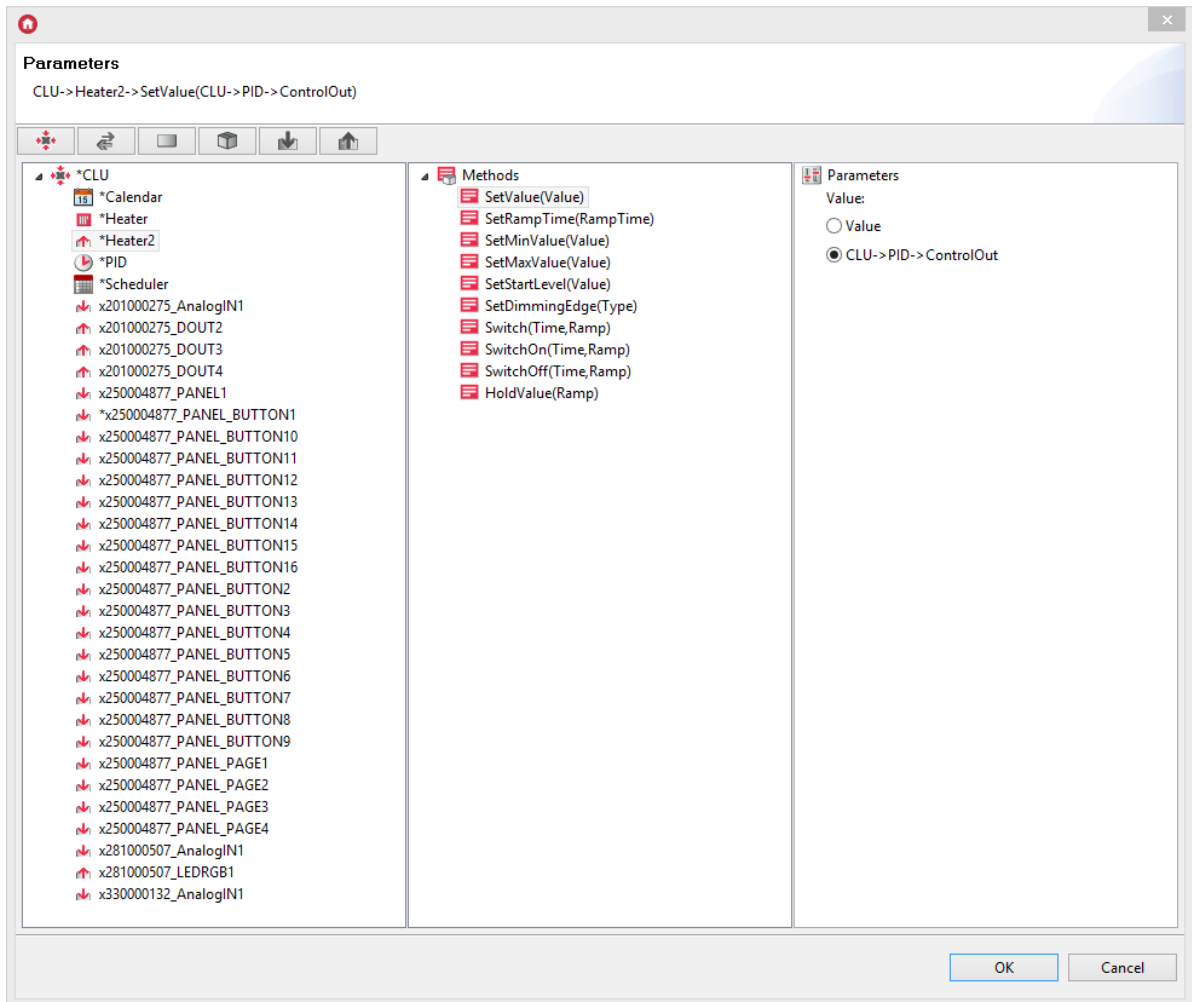 Parameters
CLU->Heater2->SetValue(CLU->PID->ControlOut)
*CLU
15 *Calendar
*Heater
*Heater2
*PID
*Scheduler
x201000275_AnalogIN1
x201000275_DOUT2
x201000275_DOUT3
x201000275_DOUT4
x250004877_PANEL1
*x250004877_PANEL_BUTTON1
x250004877_PANEL_BUTTON10
x250004877_PANEL_BUTTON11
x250004877_PANEL_BUTTON12
x250004877_PANEL_BUTTON13
x250004877_PANEL_BUTTON14
x250004877_PANEL_BUTTON15
x250004877_PANEL_BUTTON16
x250004877_PANEL_BUTTON2
x250004877_PANEL_BUTTON3
x250004877_PANEL_BUTTON4
x250004877_PANEL_BUTTON5
x250004877_PANEL_BUTTON6
x250004877_PANEL_BUTTON7
x250004877_PANEL_BUTTON8
x250004877_PANEL_BUTTON9
x250004877_PANEL_PAGE1
x250004877_PANEL_PAGE2
x250004877_PANEL_PAGE3
x250004877_PANEL_PAGE4
x281000507_AnalogIN1
x281000507_LEDRGB1
x330000132_AnalogIN1
Methods
SetValue(Value)
SetRampTime(RampTime)
SetMinValue(Value)
SetMaxValue(Value)
SetStartLevel(Value)
SetDimmingEdge(Type)
Switch(Time,Ramp)
SwitchOn(Time,Ramp)
SwitchOff(Time,Ramp)
HoldValue(Ramp)
Parameters
Value:
Value
CLU->PID->ControlOut
OK
Cancel